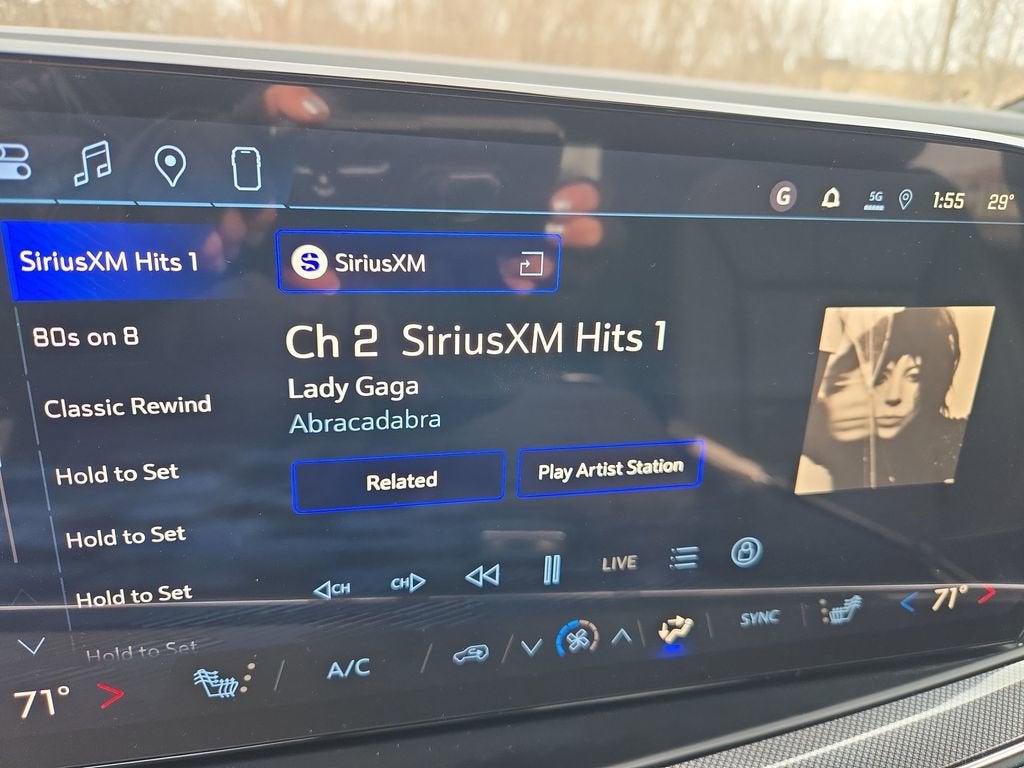 G 5G 1:55 29°
SiriusXM Hits 1
S SiriusXM
80s on 8
Ch 2 SiriusXM Hits 1
Lady Gaga
Classic Rewind
Abracadabra
Hold to Set
Related
Play Artist Station
Hold to Set
CH CH LIVE
Hold to Set
Hold to Set
71° A/C SYNC 71°